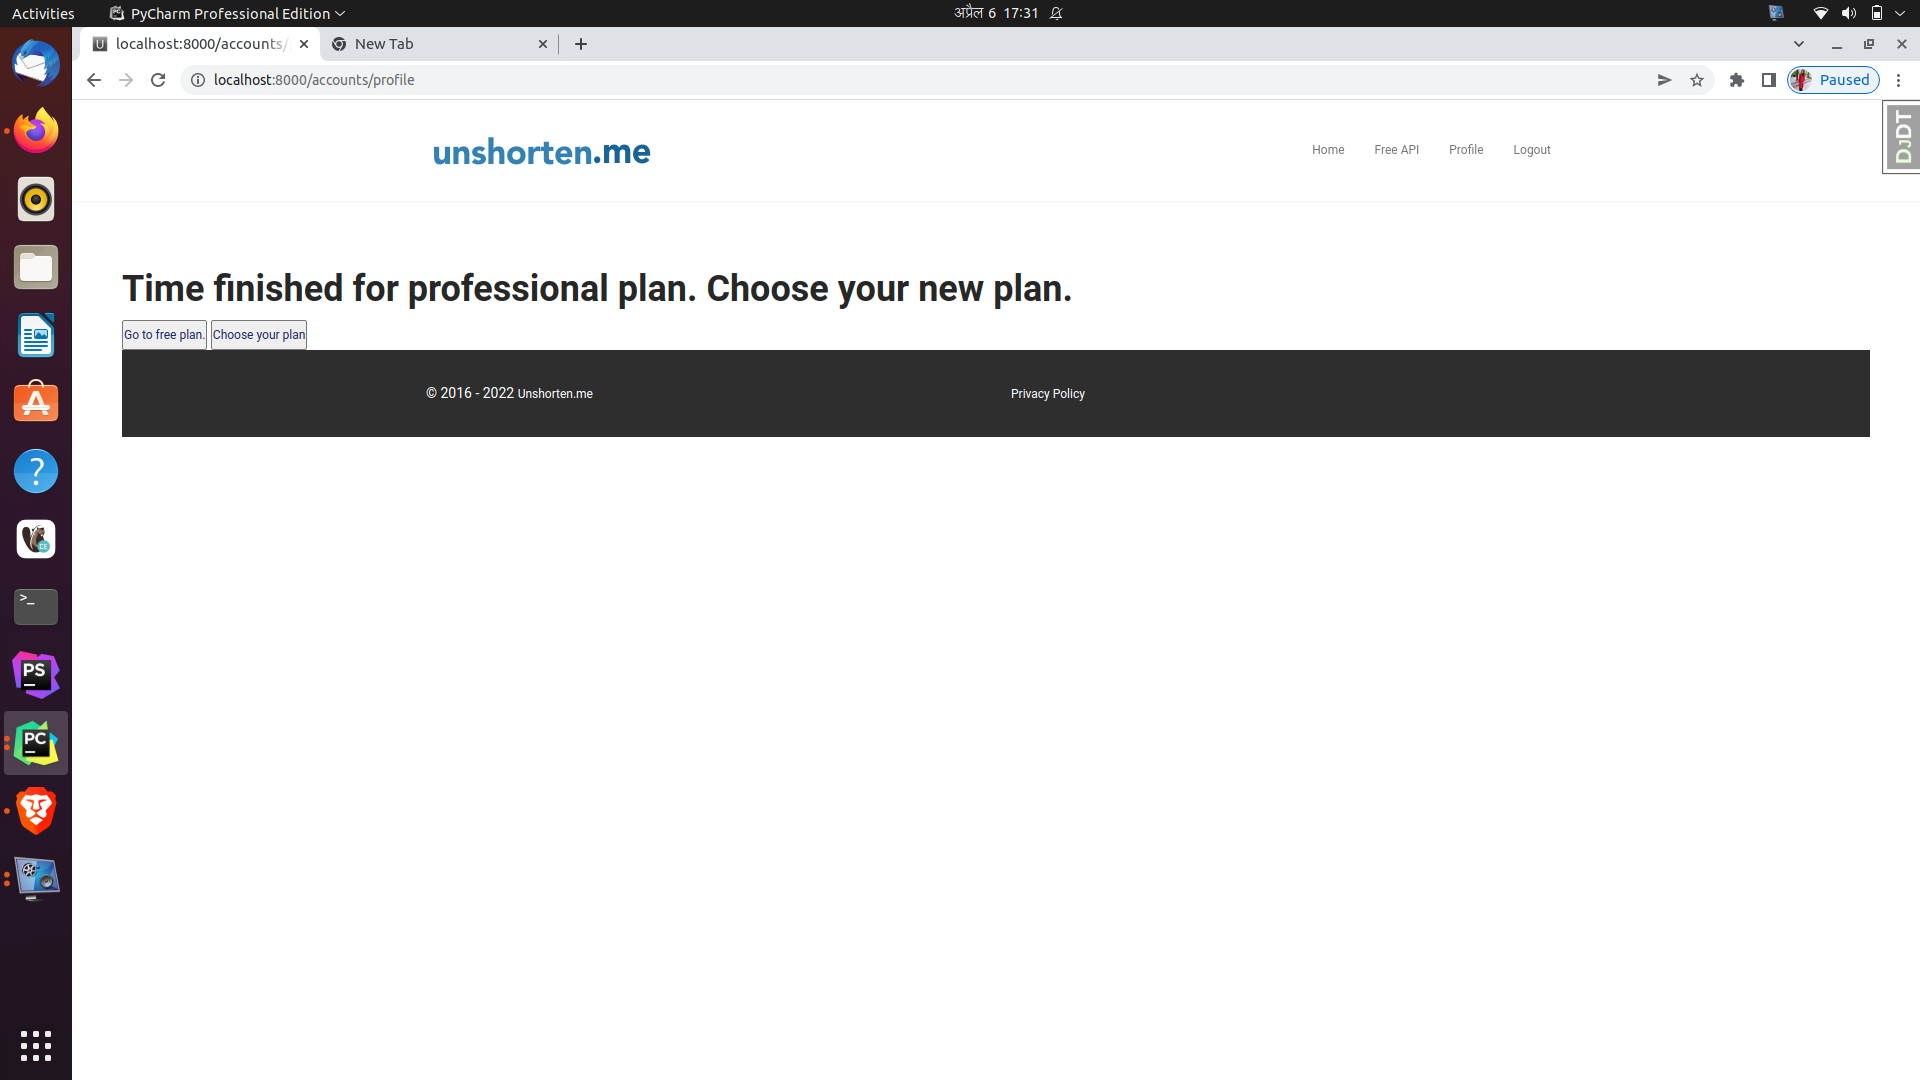 Activities
PyCharm Professional Edition
अप्रैल 6 17:31
localhost:8000/accounts/
New Tab
localhost:8000/accounts/profile
Paused
unshorten.me
Home
Free API
Profile
Logout
DJDT
Time finished for professional plan. Choose your new plan.
Go to free plan.
Choose your plan
© 2016 - 2022 Unshorten.me
Privacy Policy
PS
PC